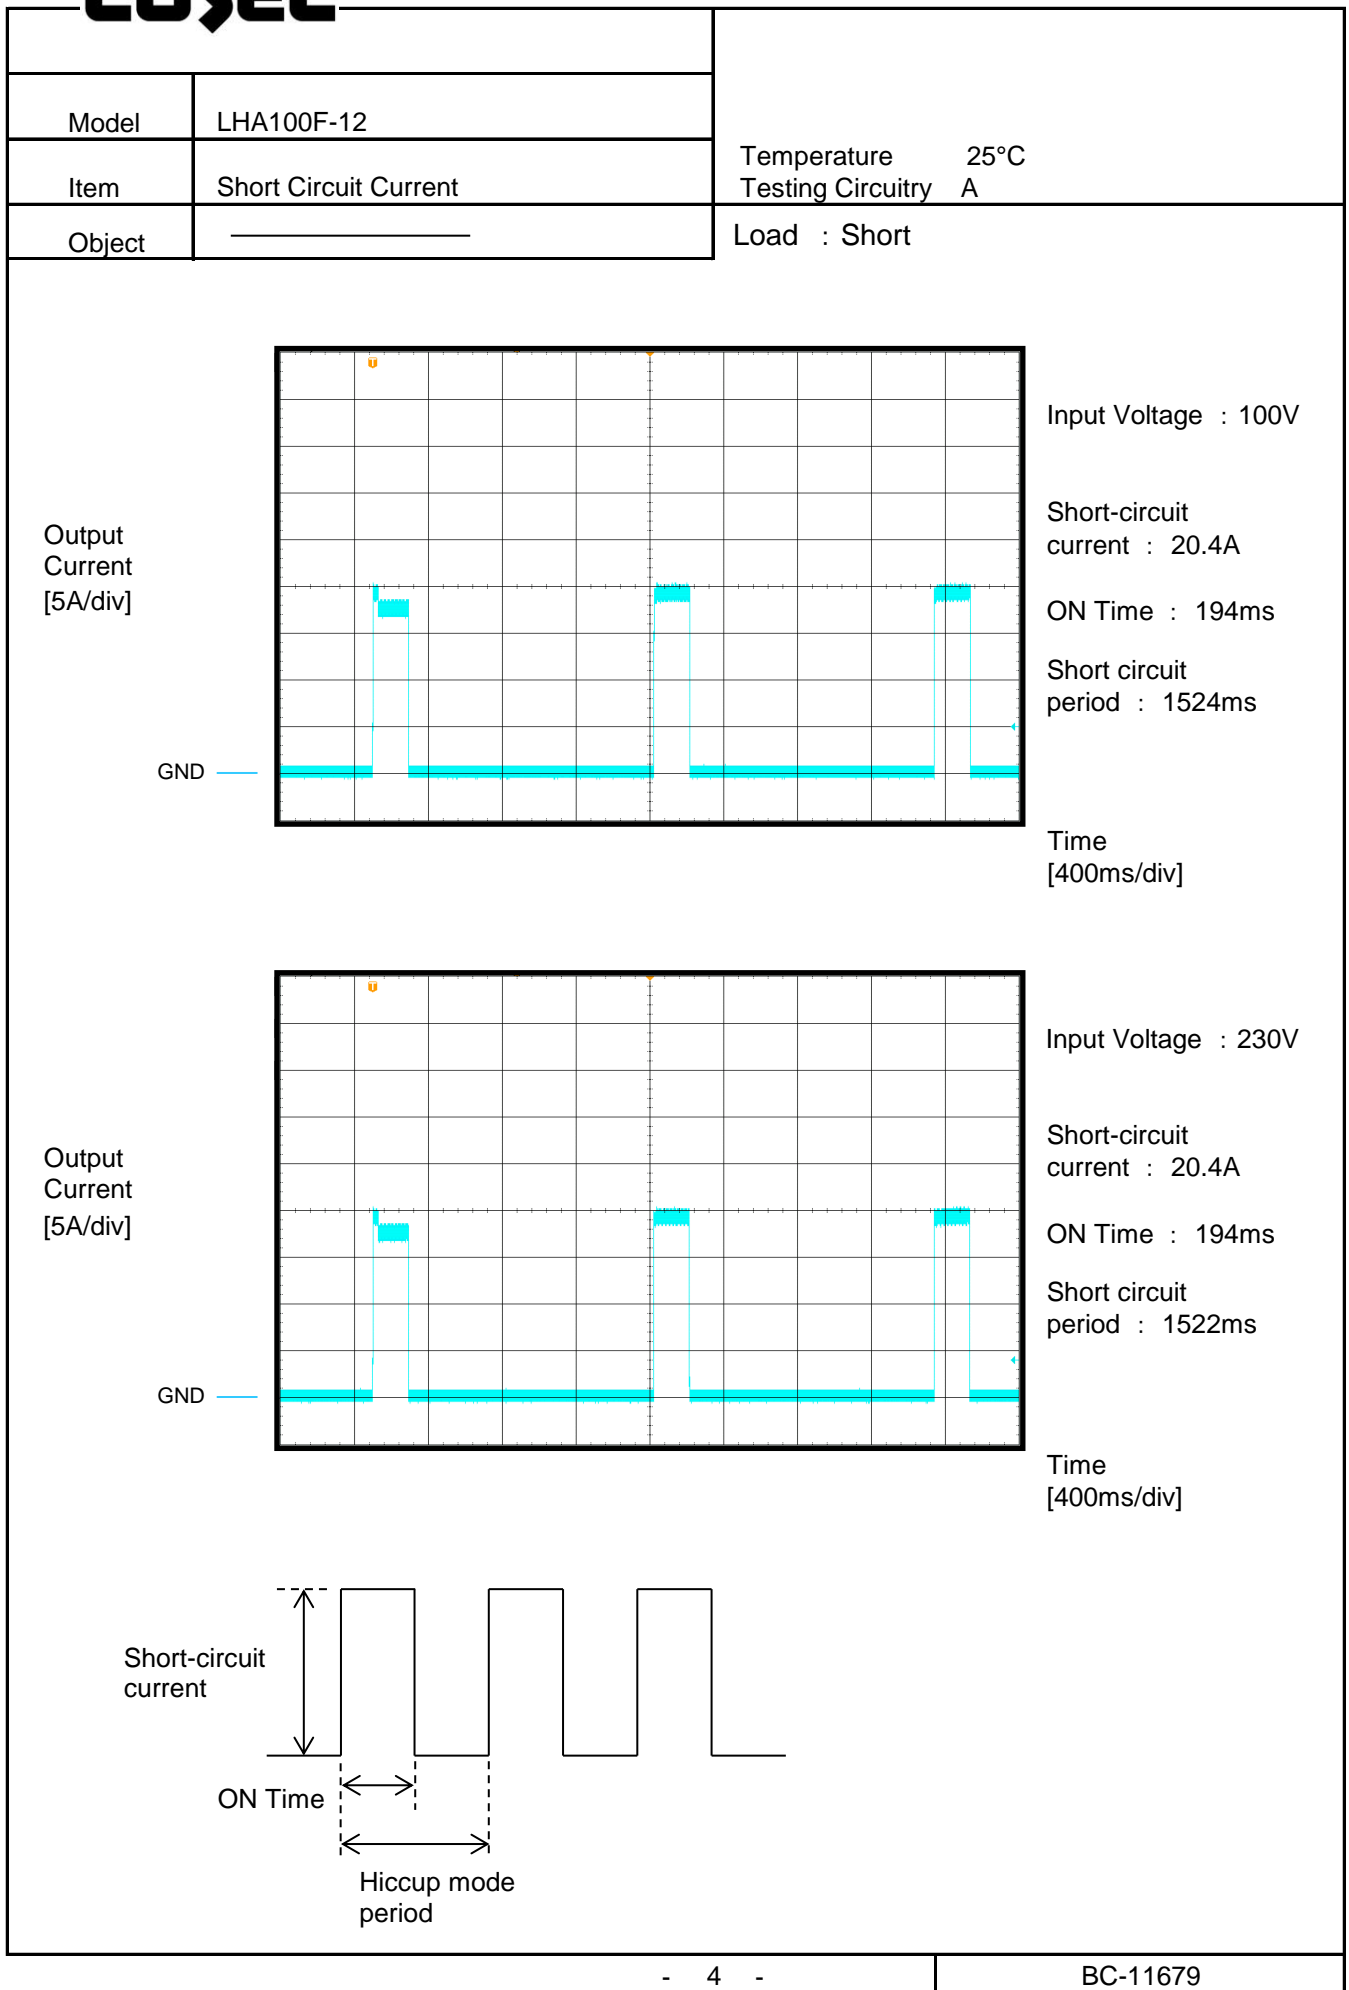 COSEL
Model LHA100F-12
Temperature 25°C
Item Short Circuit Current
Testing Circuitry A
Object
Load : Short
Input Voltage : 100V
Short-circuit
current : 20.4A
Output
Current
[5A/div]
ON Time : 194ms
Short circuit
period : 1524ms
GND
Time
[400ms/div]
Input Voltage : 230V
Short-circuit
current : 20.4A
Output
Current
[5A/div]
ON Time : 194ms
Short circuit
period : 1522ms
GND
Time
[400ms/div]
Short-circuit
current
ON Time
Hiccup mode
period
- 4 -
BC-11679